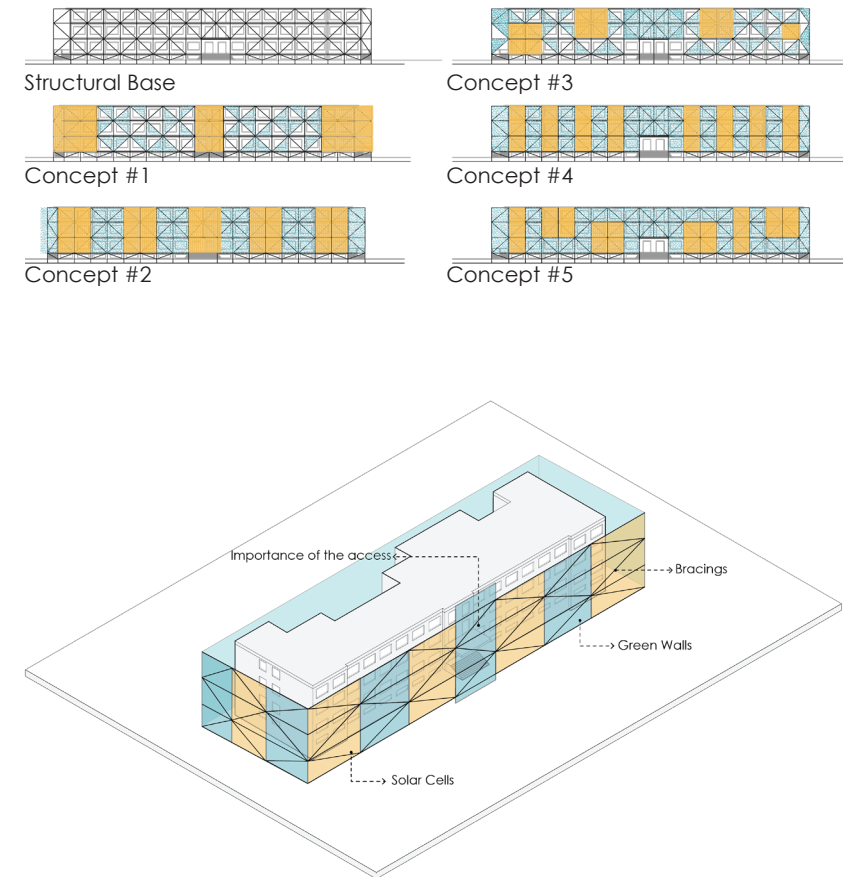 Structural Base
Concept #3
Concept #1
Concept #4
Concept #2
Concept #5
Importance of the access
Bracings
Green Walls
Solar Cells